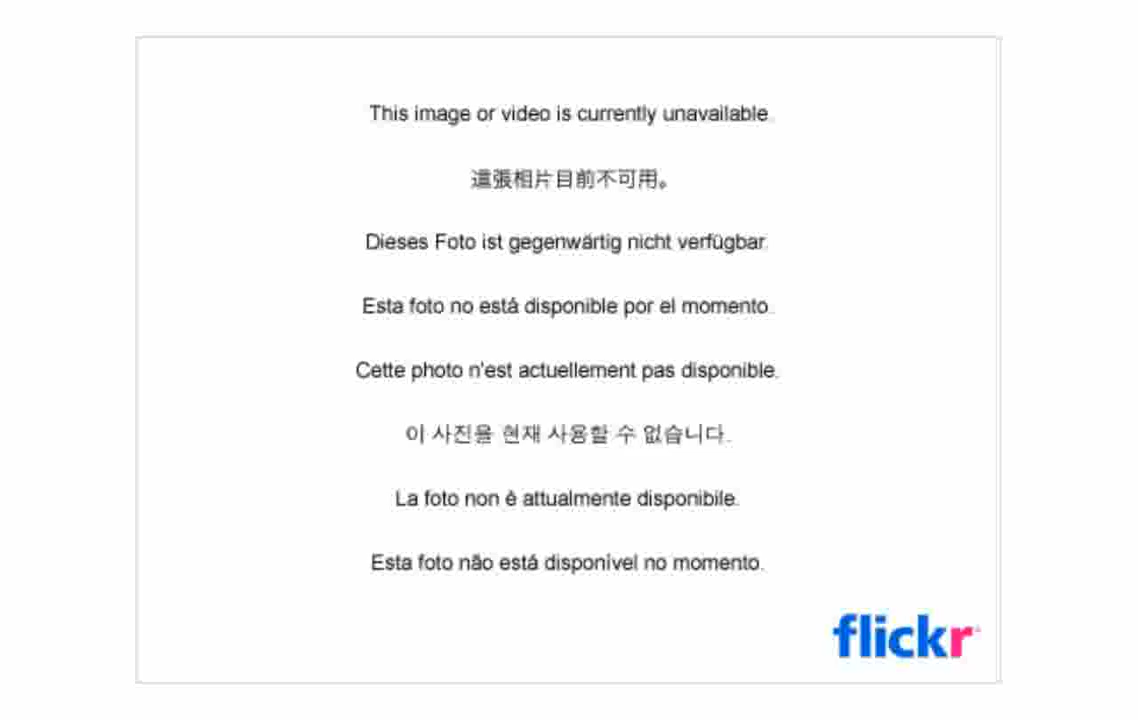 This image or video is currently unavailable.
這張相片目前不可用。
Dieses Foto ist gegenwärtig nicht verfügbar.
Esta foto no está disponible por el momento.
Cette photo n'est actuellement pas disponible.
이 사진을 현재 사용할 수 없습니다.
La foto non è attualmente disponibile.
Esta foto não está disponível no momento.
flickr